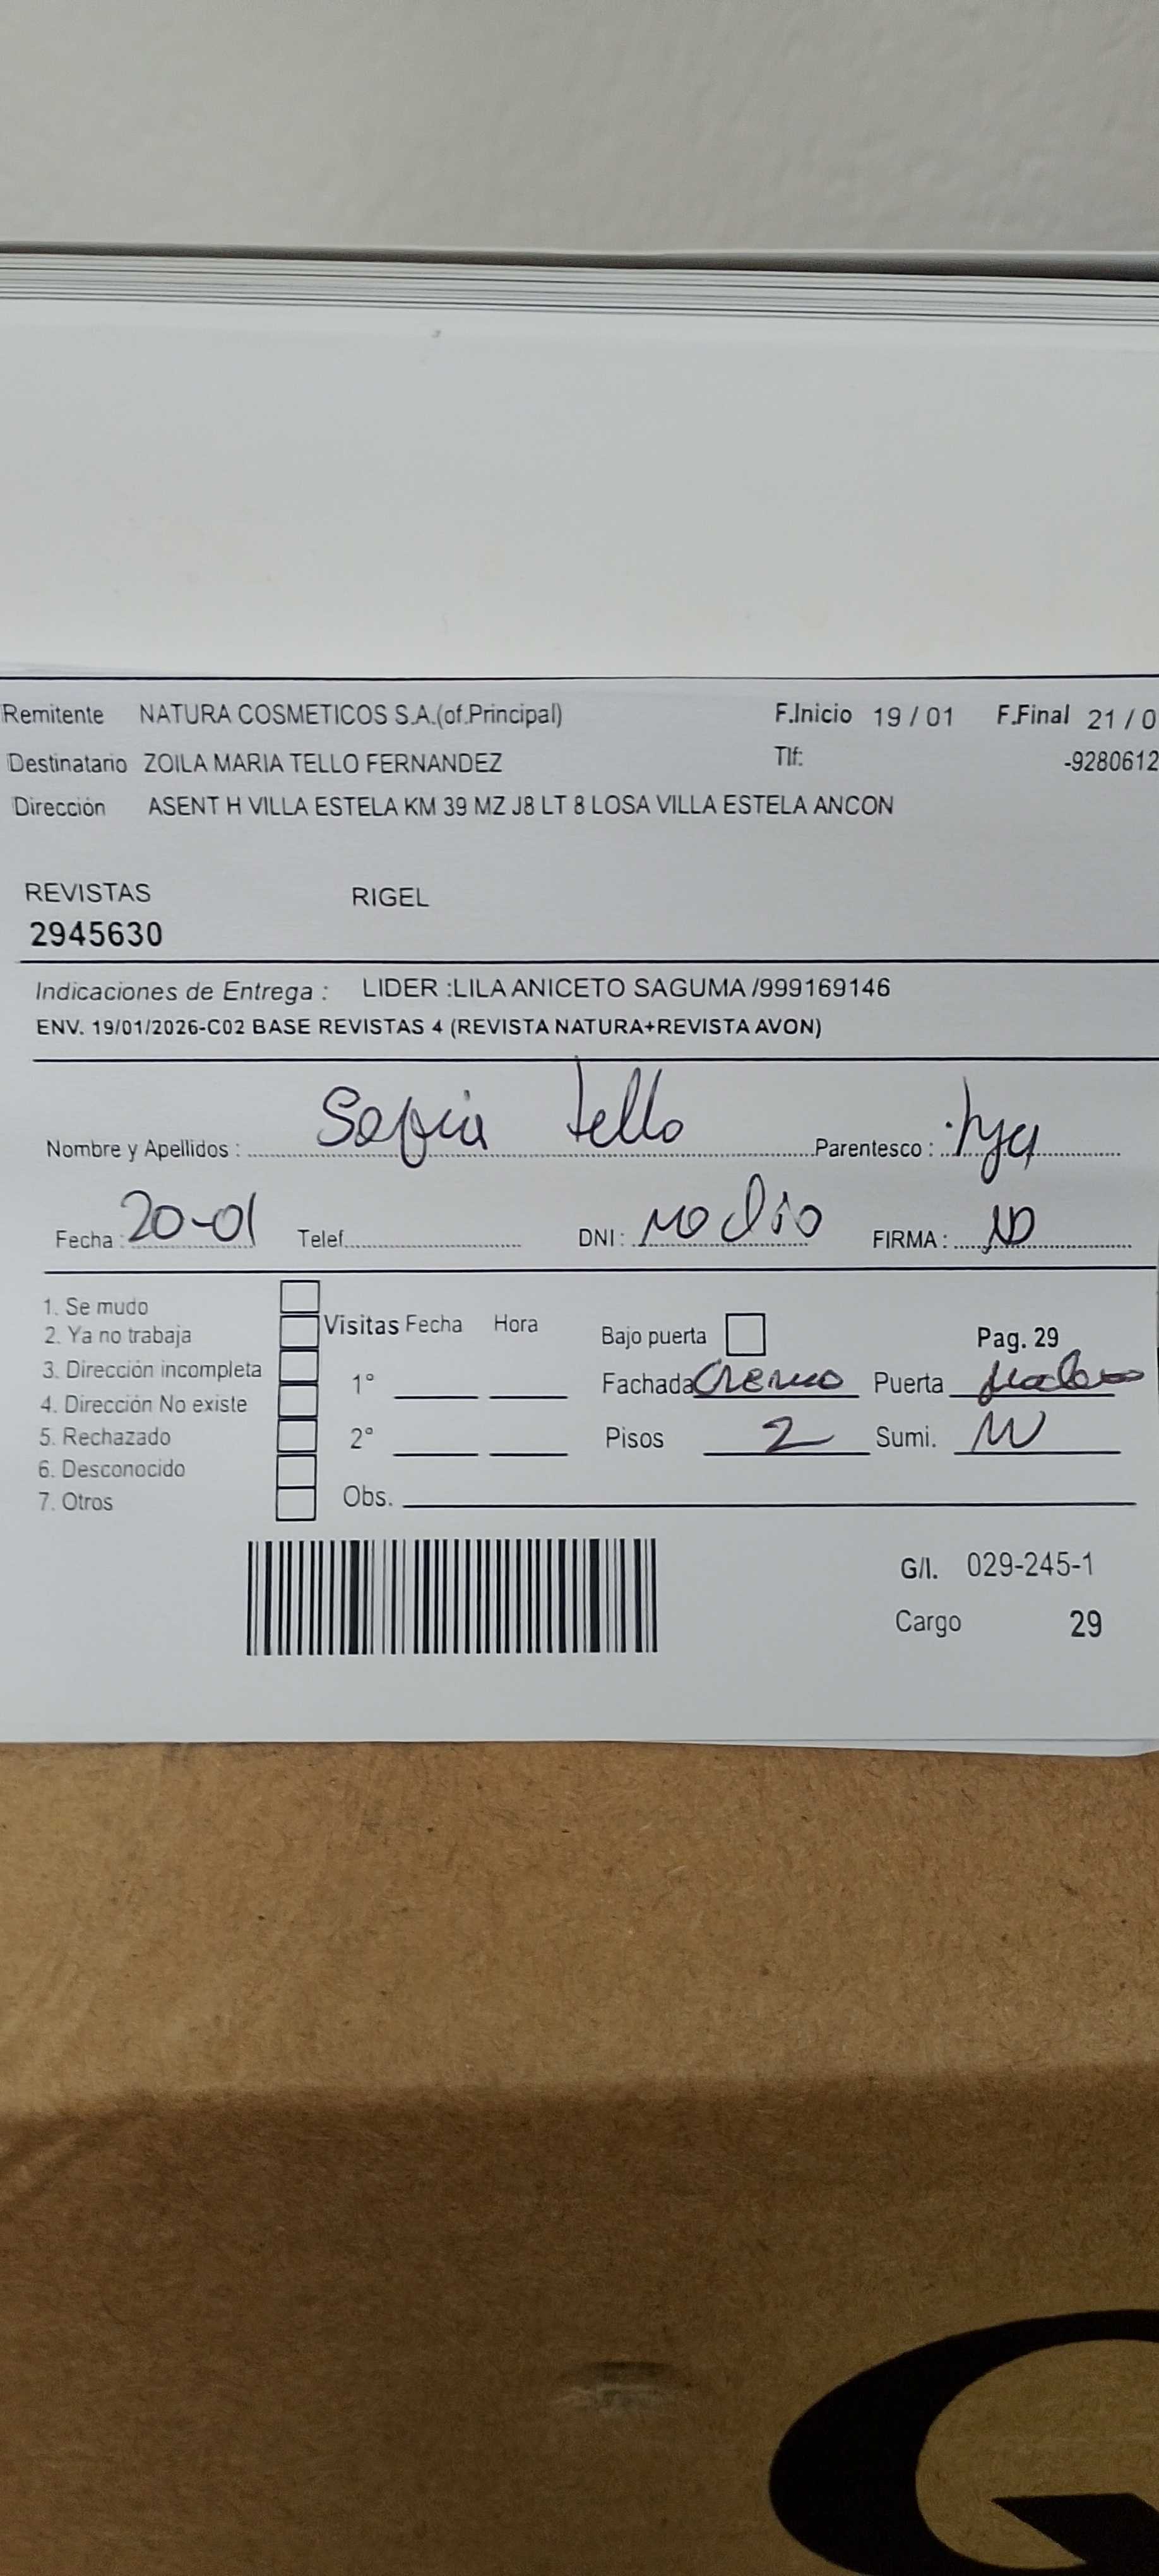 Remitente NATURA COSMETICOS S.A.(of.Principal) F.Inicio 19 / 01 F.Final 21 / 0
Destinatario ZOILA MARIA TELLO FERNANDEZ Tlf: -9280612
Dirección ASENT H VILLA ESTELA KM 39 MZ J8 LT 8 LOSA VILLA ESTELA ANCON
REVISTAS RIGEL
2945630
Indicaciones de Entrega : LIDER :LILA ANICETO SAGUMA /999169146
ENV. 19/01/2026-C02 BASE REVISTAS 4 (REVISTA NATURA+REVISTA AVON)
Nombre y Apellidos : Sofia tello Parentesco : hija
Fecha : 20-01 Telef. DNI : no dio FIRMA :
1. Se mudo
2. Ya no trabaja Visitas Fecha Hora Bajo puerta Pag. 29
3. Dirección incompleta 1° Fachada Cremo Puerta
4. Dirección No existe
5. Rechazado 2° Pisos 2 Sumi.
6. Desconocido
7. Otros Obs.
G/I. 029-245-1
Cargo 29